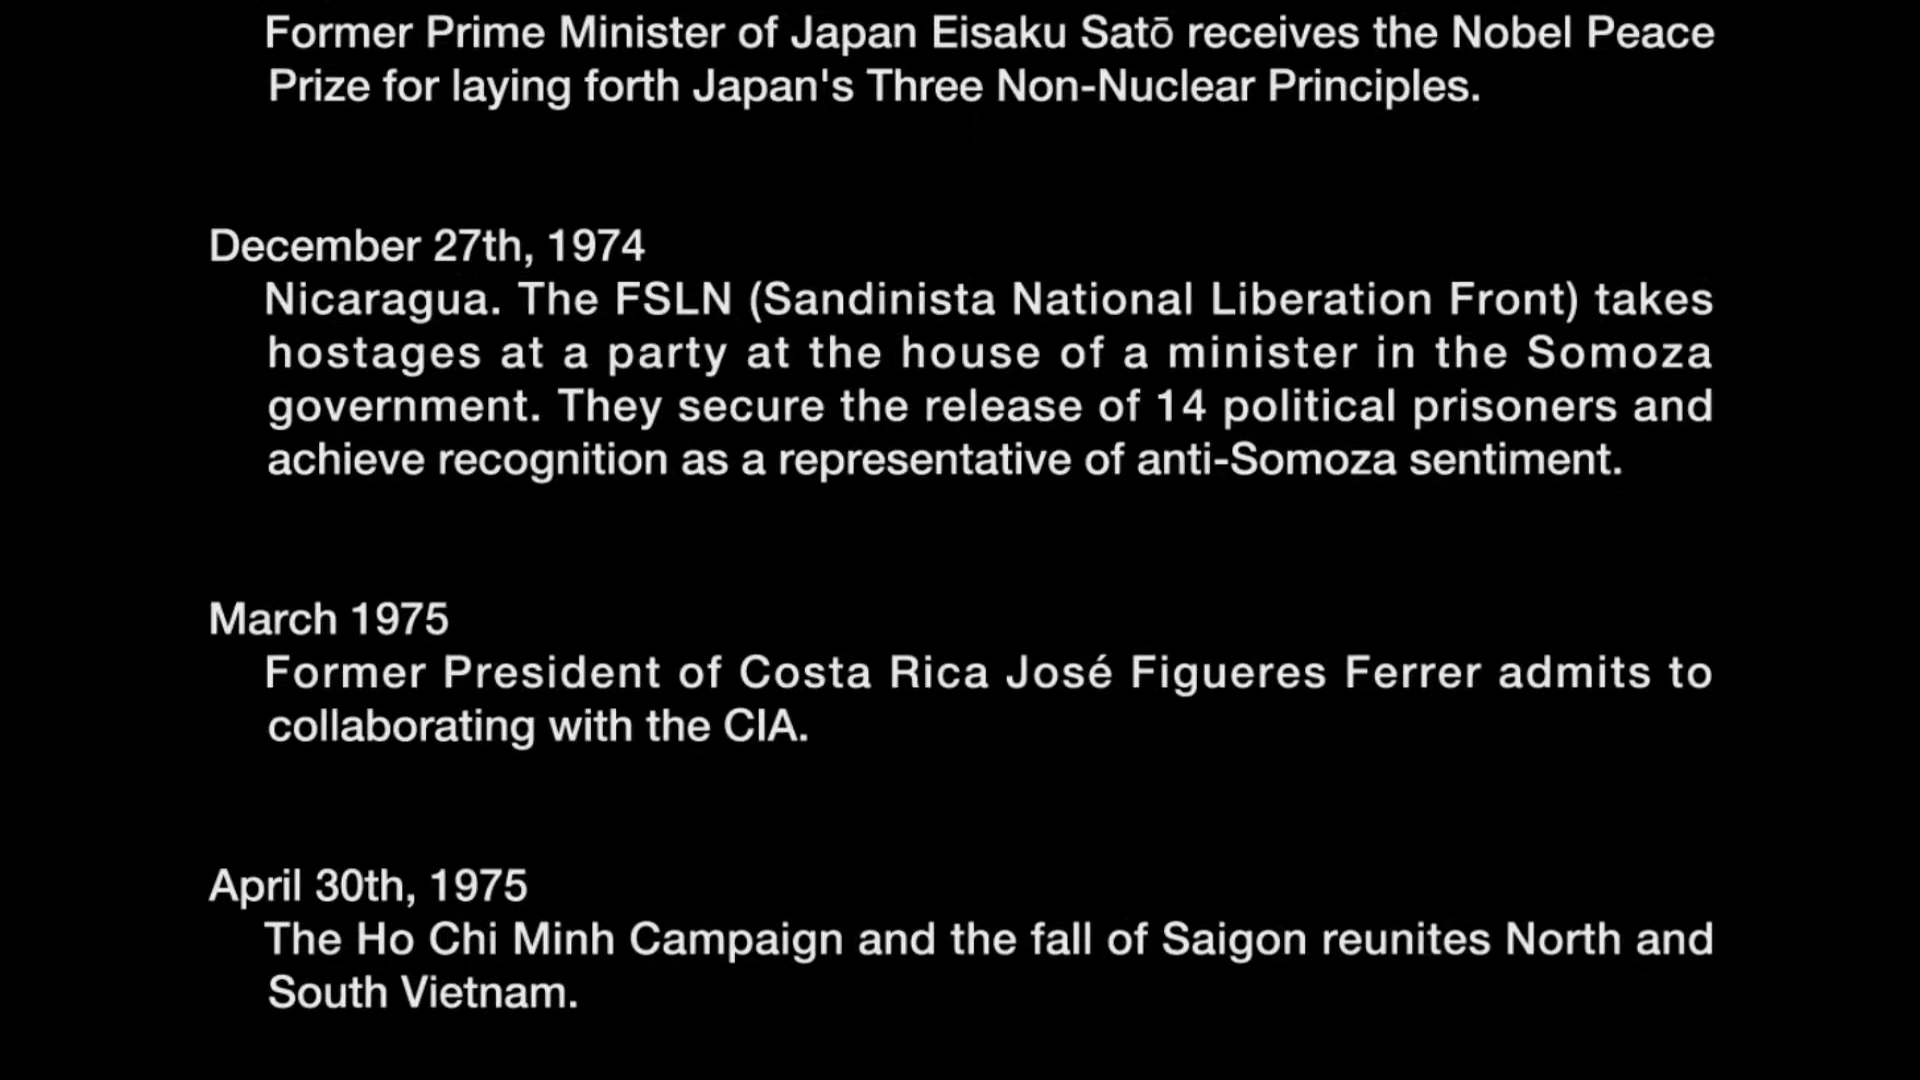 Former Prime Minister of Japan Eisaku Satō receives the Nobel Peace
Prize for laying forth Japan's Three Non-Nuclear Principles.
December 27th, 1974
Nicaragua. The FSLN (Sandinista National Liberation Front) takes
hostages at a party at the house of a minister in the Somoza
government. They secure the release of 14 political prisoners and
achieve recognition as a representative of anti-Somoza sentiment.
March 1975
Former President of Costa Rica José Figueres Ferrer admits to
collaborating with the CIA.
April 30th, 1975
The Ho Chi Minh Campaign and the fall of Saigon reunites North and
South Vietnam.